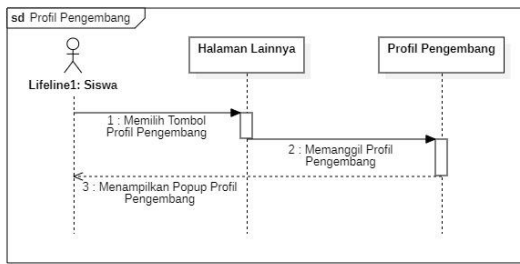 sd Profil Pengembang
Halaman Lainnya
Profil Pengembang
Lifeline1: Siswa
1 : Memilih Tombol
Profil Pengembang
2 : Memanggil Profil
Pengembang
3 : Menampilkan Popup Profil
Pengembang